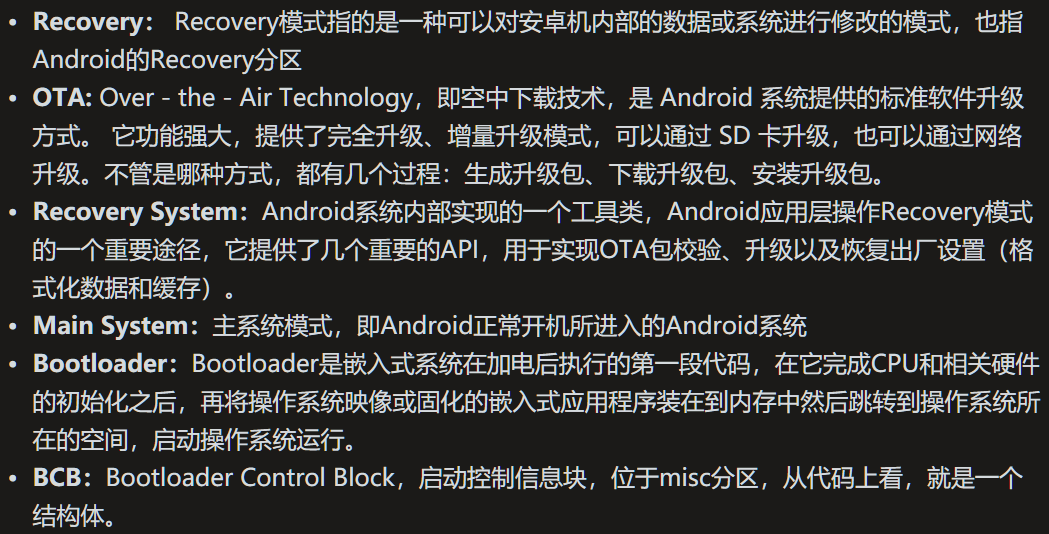 • Recovery： Recovery模式指的是一种可以对安卓机内部的数据或系统进行修改的模式，也指
Android的Recovery分区
• OTA: Over - the - Air Technology，即空中下载技术，是 Android 系统提供的标准软件升级
方式。 它功能强大，提供了完全升级、增量升级模式，可以通过 SD 卡升级，也可以通过网络
升级。不管是哪种方式，都有几个过程：生成升级包、下载升级包、安装升级包。
• Recovery System：Android系统内部实现的一个工具类，Android应用层操作Recovery模式
的一个重要途径，它提供了几个重要的API，用于实现OTA包校验、升级以及恢复出厂设置（格
式化数据和缓存）。
• Main System：主系统模式，即Android正常开机所进入的Android系统
• Bootloader：Bootloader是嵌入式系统在加电后执行的第一段代码，在它完成CPU和相关硬件
的初始化之后，再将操作系统映像或固化的嵌入式应用程序装在到内存中然后跳转到操作系统所
在的空间，启动操作系统运行。
• BCB：Bootloader Control Block，启动控制信息块，位于misc分区，从代码上看，就是一个
结构体。